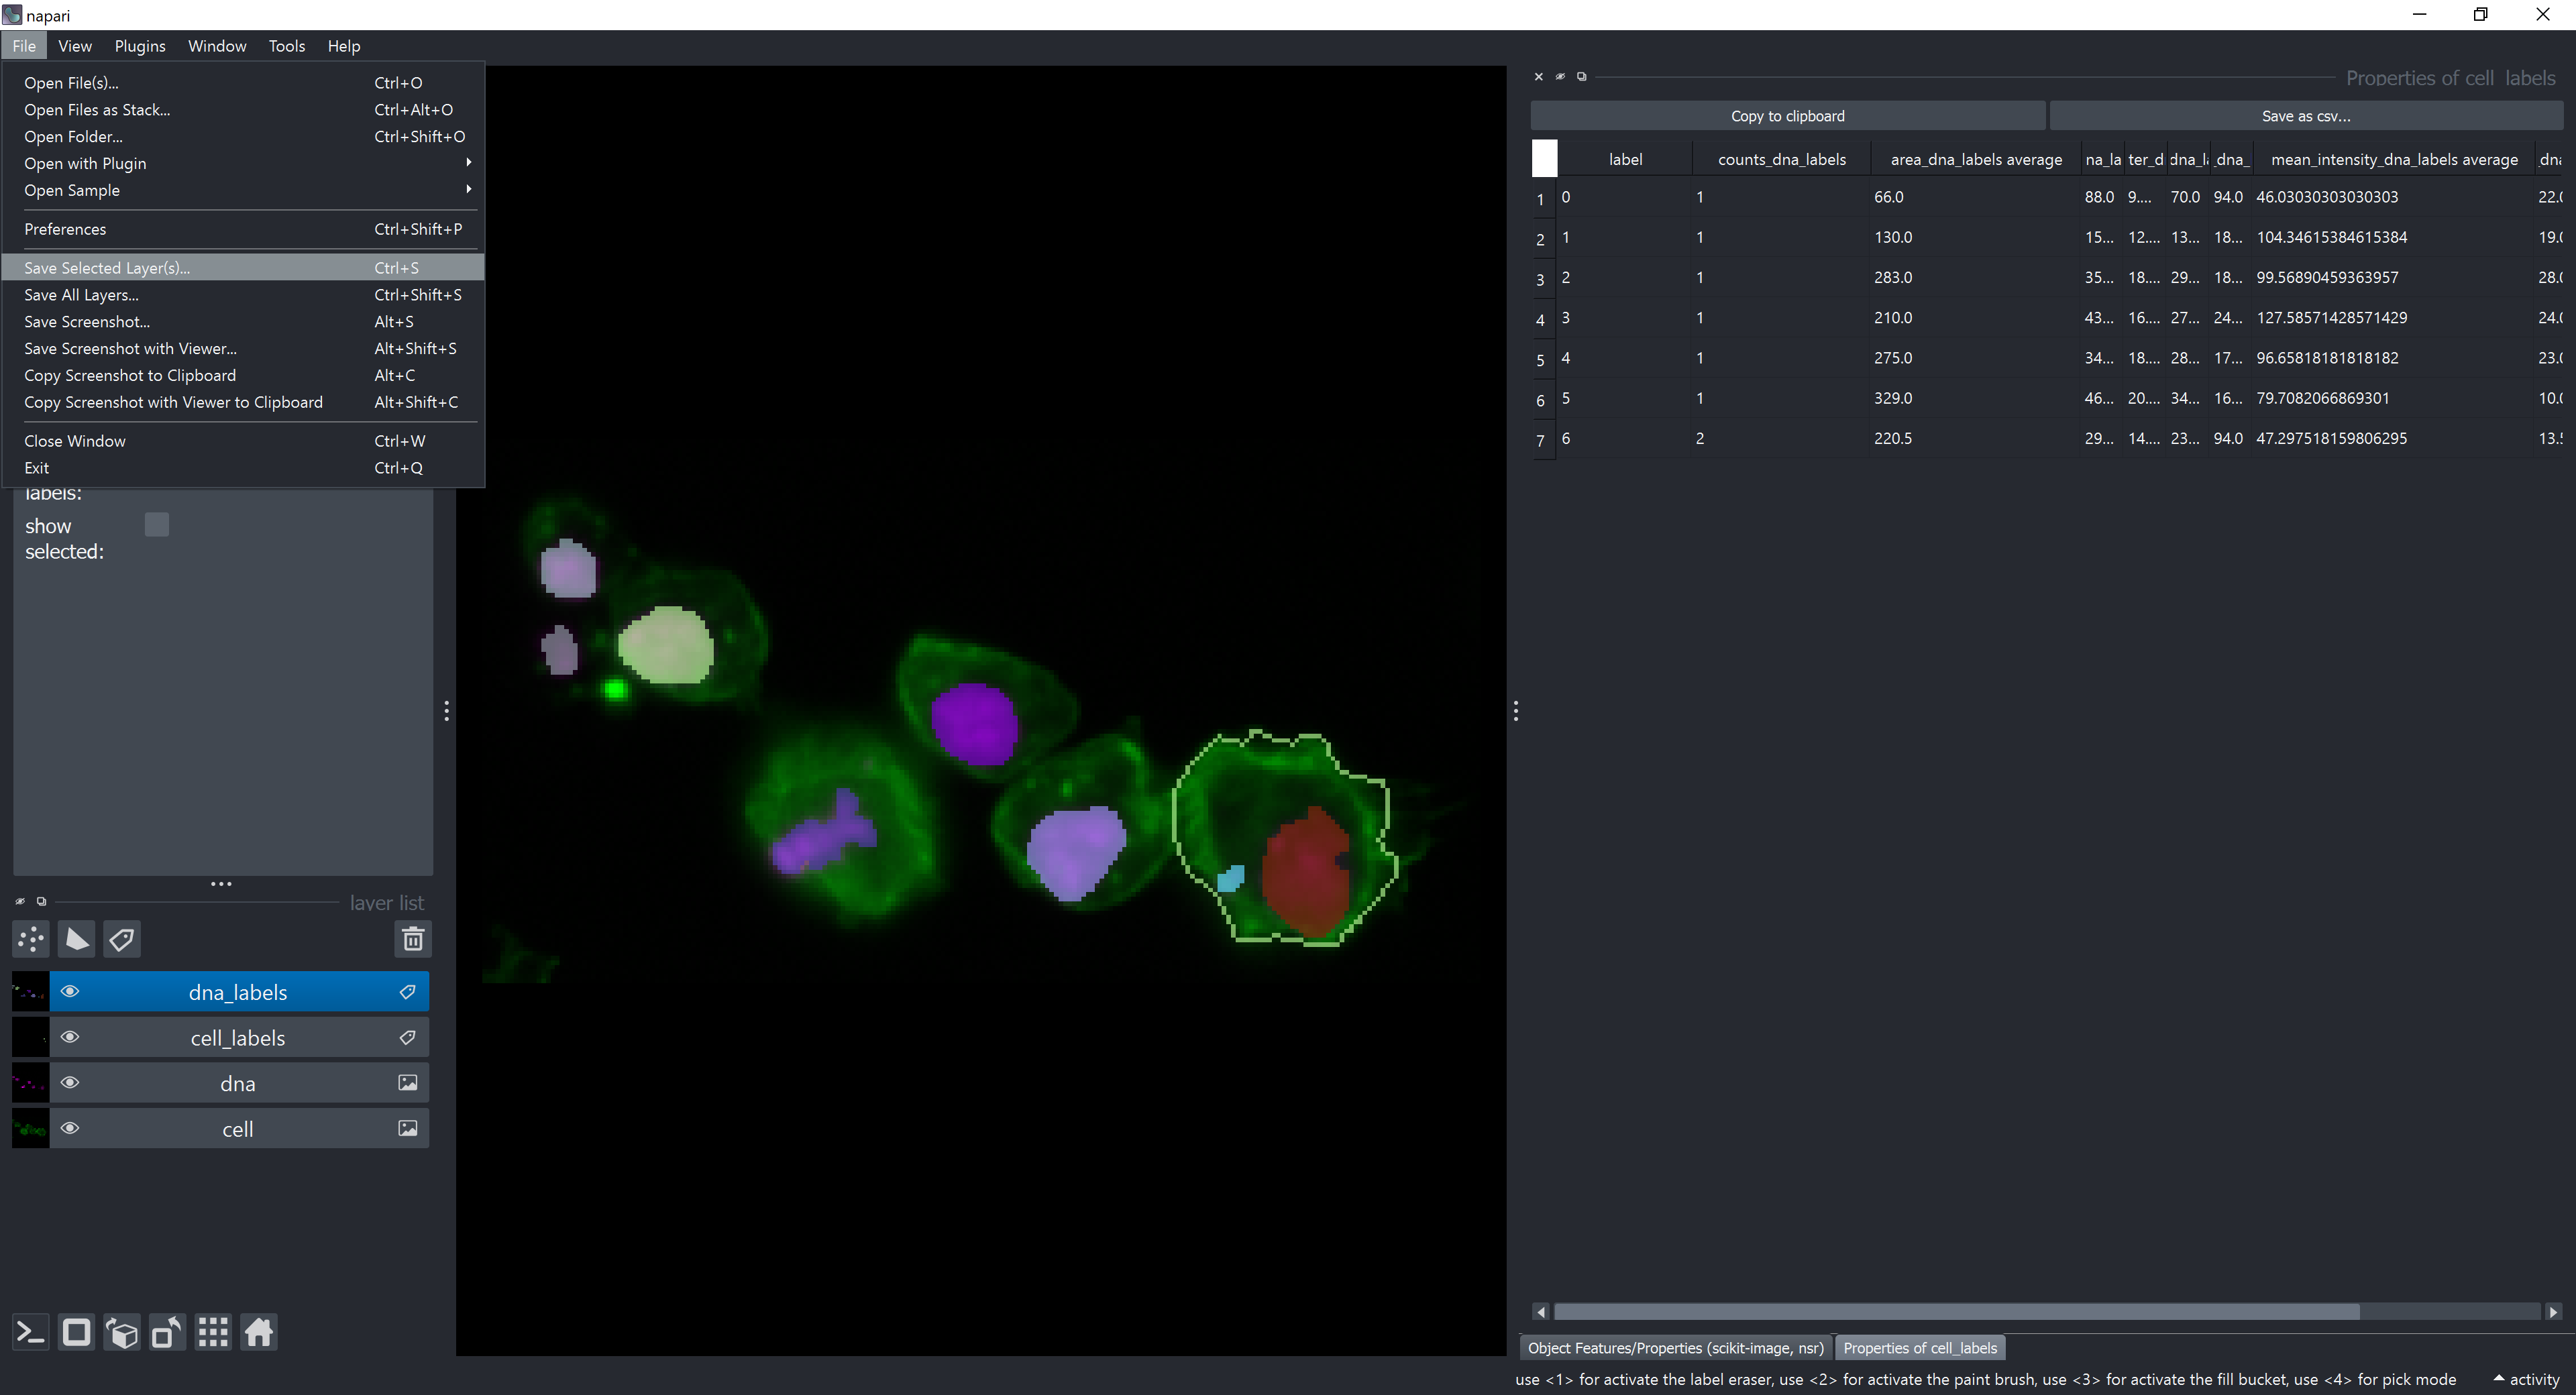 napari
File View Plugins Window Tools Help
Open File(s)... Ctrl+O
Open Files as Stack... Ctrl+Alt+O
Open Folder... Ctrl+Shift+O
Open with Plugin
Open Sample
Preferences Ctrl+Shift+P
Save Selected Layer(s)... Ctrl+S
Save All Layers... Ctrl+Shift+S
Save Screenshot... Alt+S
Save Screenshot with Viewer... Alt+Shift+S
Copy Screenshot to Clipboard Alt+C
Copy Screenshot with Viewer to Clipboard Alt+Shift+C
Close Window Ctrl+W
Exit Ctrl+Q
labels:
show
selected:
layer list
dna_labels
cell_labels
dna
cell
Properties of cell_labels
Copy to clipboard Save as csv...
label counts_dna_labels area_dna_labels average na_la ter_d dna_la _dna_ mean_intensity_dna_labels average _dna
1 0 1 66.0 88.0 9.... 70.0 94.0 46.03030303030303 22.0
2 1 1 130.0 15... 12.... 13... 18... 104.34615384615384 19.0
3 2 1 283.0 35... 18.... 29... 18... 99.56890459363957 28.0
4 3 1 210.0 43... 16.... 27... 24... 127.58571428571429 24.0
5 4 1 275.0 34... 18.... 28... 17... 96.65818181818182 23.0
6 5 1 329.0 46... 20.... 34... 16... 79.7082066869301 10.0
7 6 2 220.5 29... 14.... 23... 94.0 47.297518159806295 13.5
Object Features/Properties (scikit-image, nsr) Properties of cell_labels
use <1> for activate the label eraser, use <2> for activate the paint brush, use <3> for activate the fill bucket, use <4> for pick mode activity